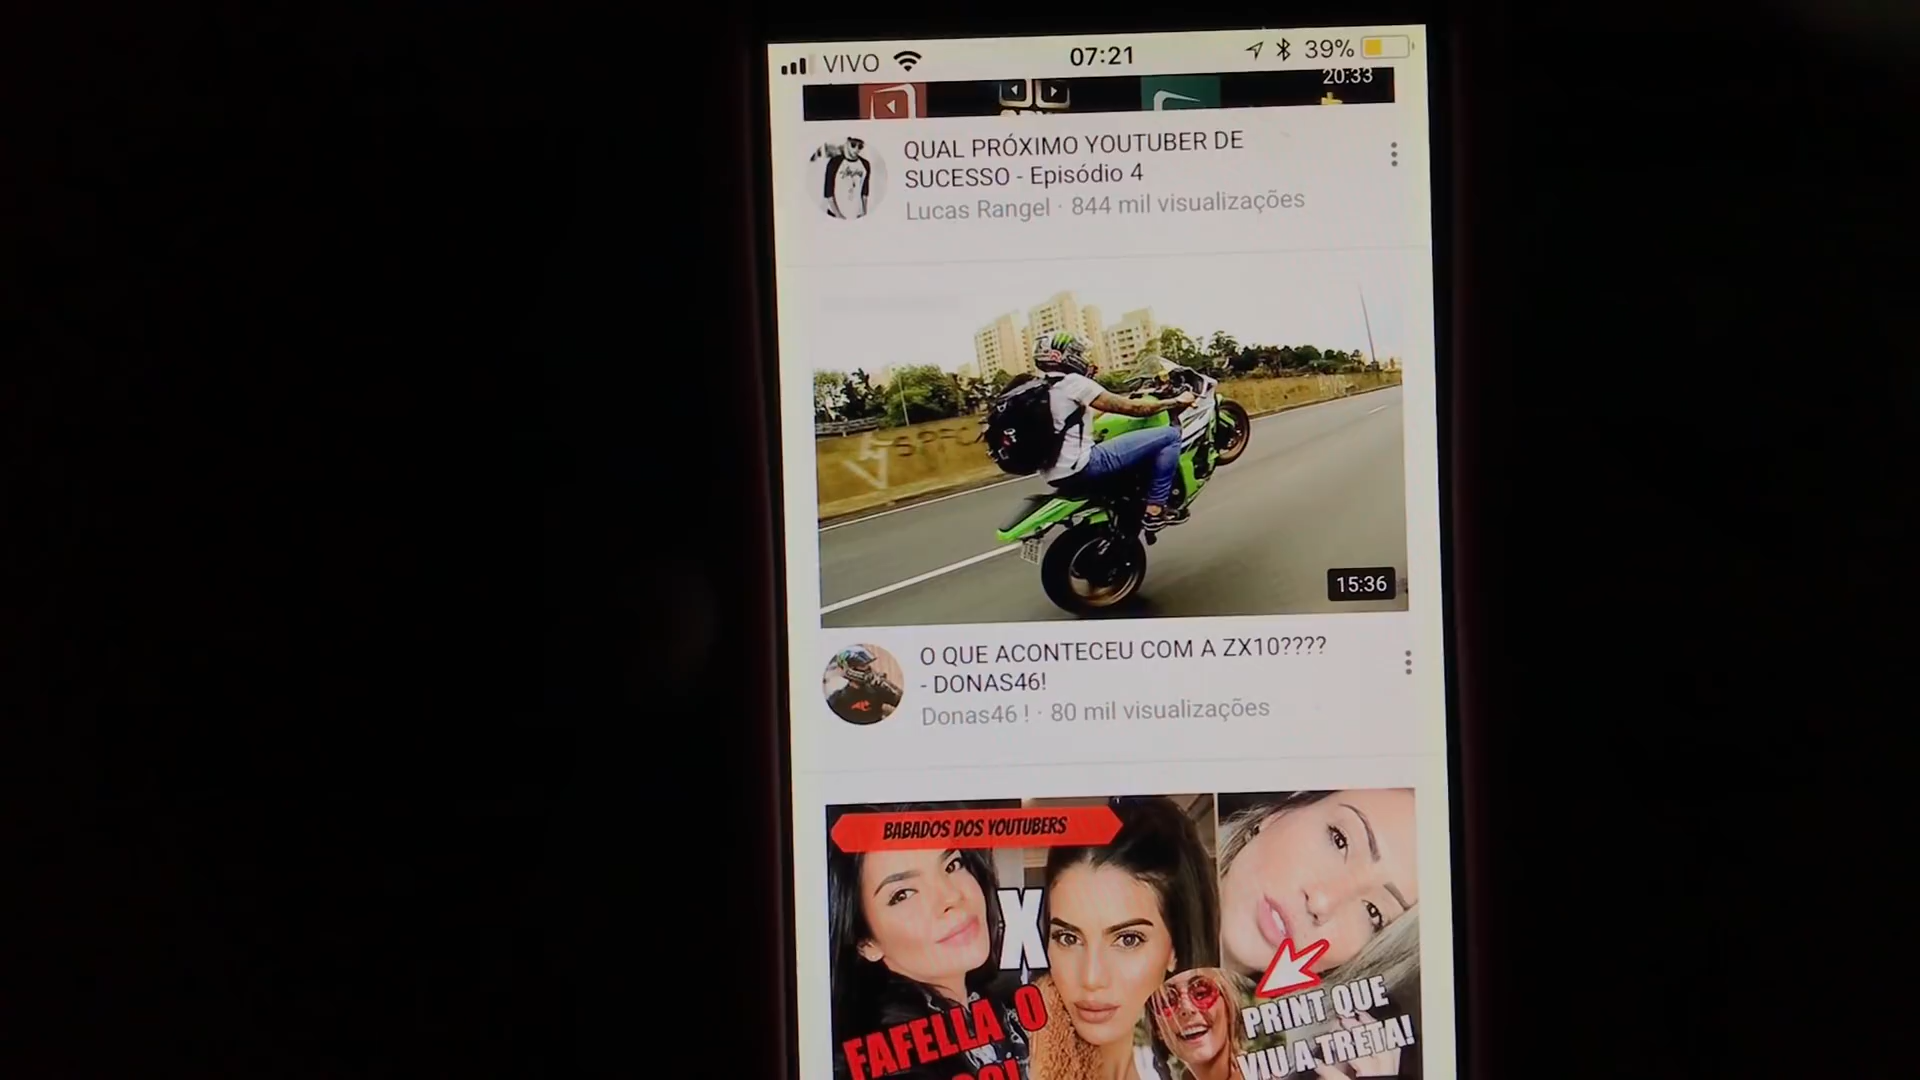 VIVO 07:21 39%
20:33
QUAL PRÓXIMO YOUTUBER DE
SUCESSO - Episódio 4
Lucas Rangel · 844 mil visualizações
15:36
O QUE ACONTECEU COM A ZX10????
- DONAS46!
Donas46 ! · 80 mil visualizações
BABADOS DOS YOUTUBERS
X
FAFELLA O
PRINT QUE
VIU A TRETA!